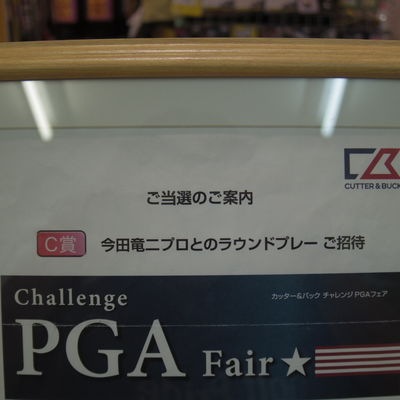 CUTTER & BUCK
ご当選のご案内
C賞 今田竜二プロとのラウンドプレー ご招待
カッター&バック チャレンジ PGAフェア
Challenge
PGA Fair★